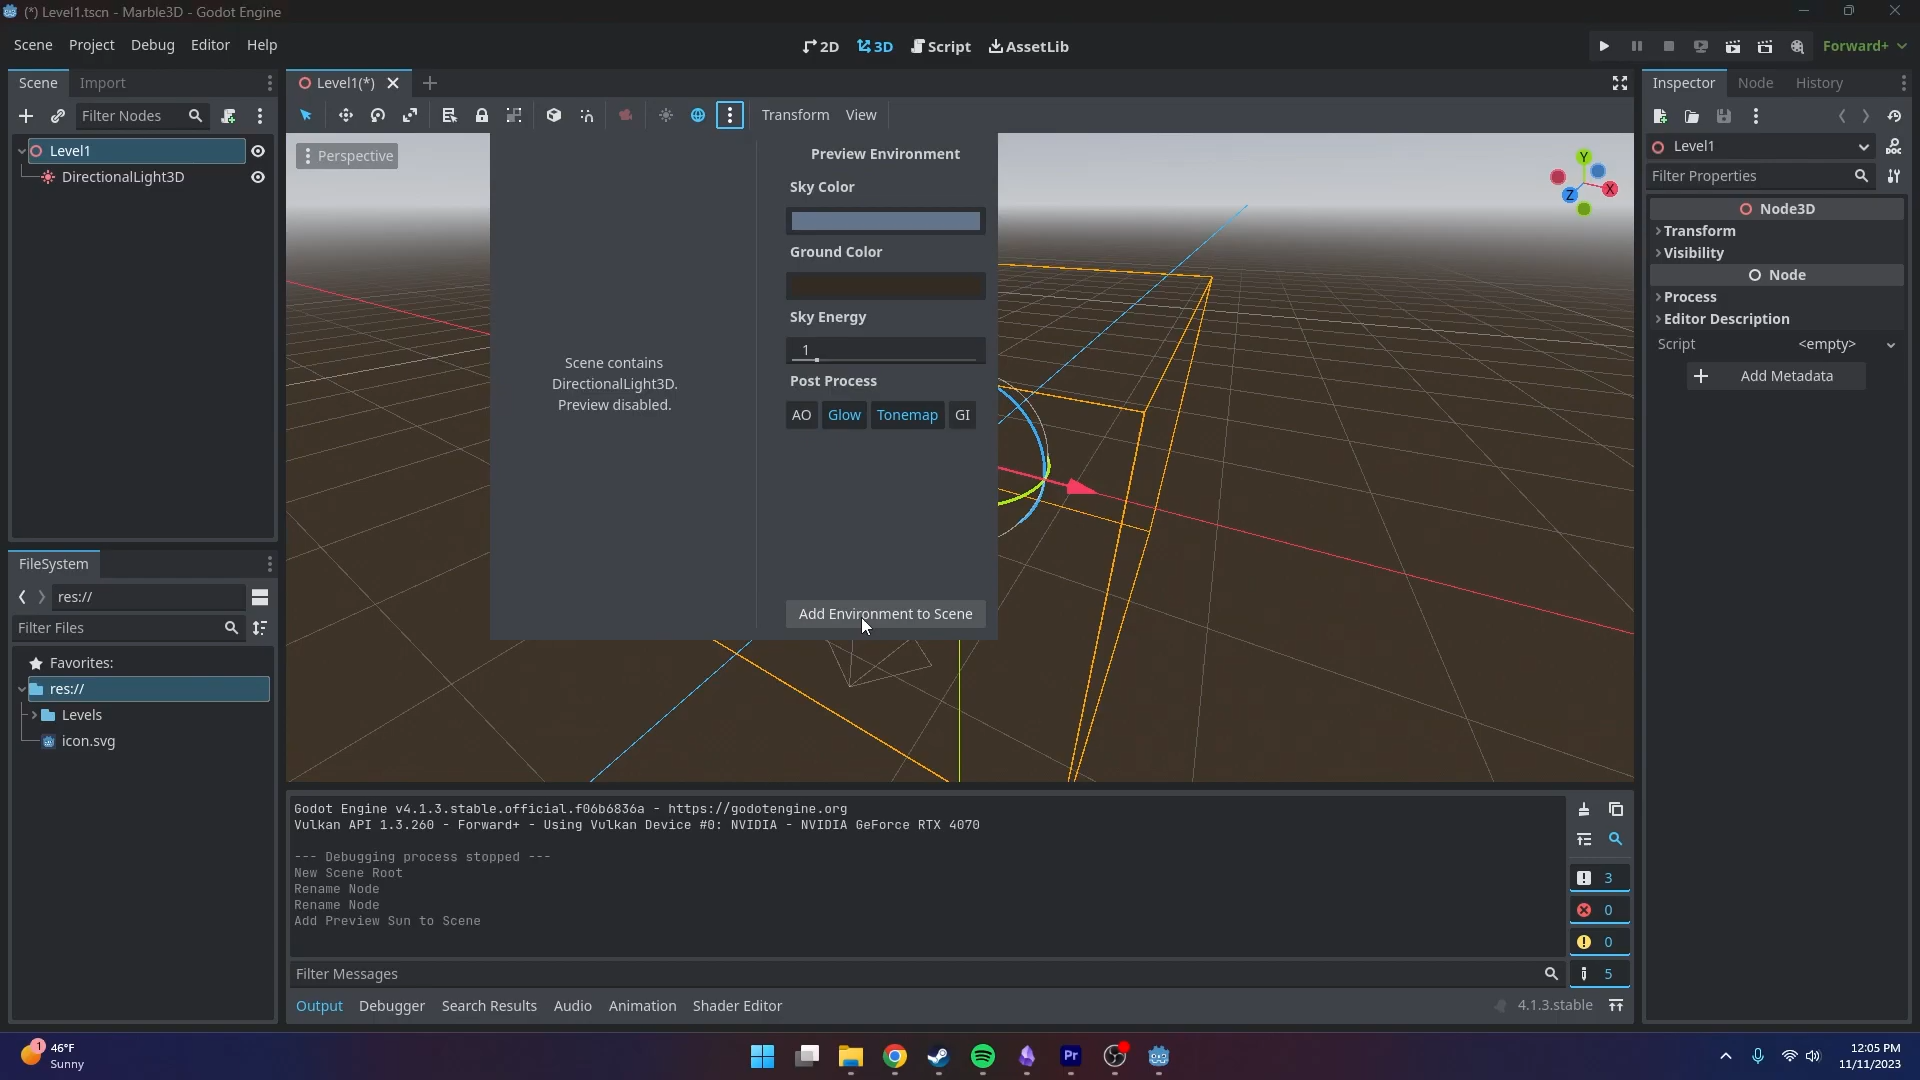 (*) Level1.tscn - Marble3D - Godot Engine
Scene Project Debug Editor Help
2D 3D Script AssetLib
Forward+
Scene Import
Level1(*)
Inspector Node History
Filter Nodes
Transform View
Level1
DirectionalLight3D
Perspective
Preview Environment
Sky Color
Ground Color
Sky Energy
1
Post Process
AO Glow Tonemap GI
Scene contains
DirectionalLight3D.
Preview disabled.
Add Environment to Scene
Y
X
Z
Level1
Filter Properties
Node3D
Transform
Visibility
Node
Process
Editor Description
Script <empty>
Add Metadata
FileSystem
res://
Filter Files
Favorites:
res://
Levels
icon.svg
Godot Engine v4.1.3.stable.official.f06b6836a - https://godotengine.org
Vulkan API 1.3.260 - Forward+ - Using Vulkan Device #0: NVIDIA - NVIDIA GeForce RTX 4070
--- Debugging process stopped ---
New Scene Root
Rename Node
Rename Node
Add Preview Sun to Scene
3
0
0
5
Filter Messages
Output Debugger Search Results Audio Animation Shader Editor
4.1.3.stable
1
46°F
Sunny
Pr
12:05 PM
11/11/2023